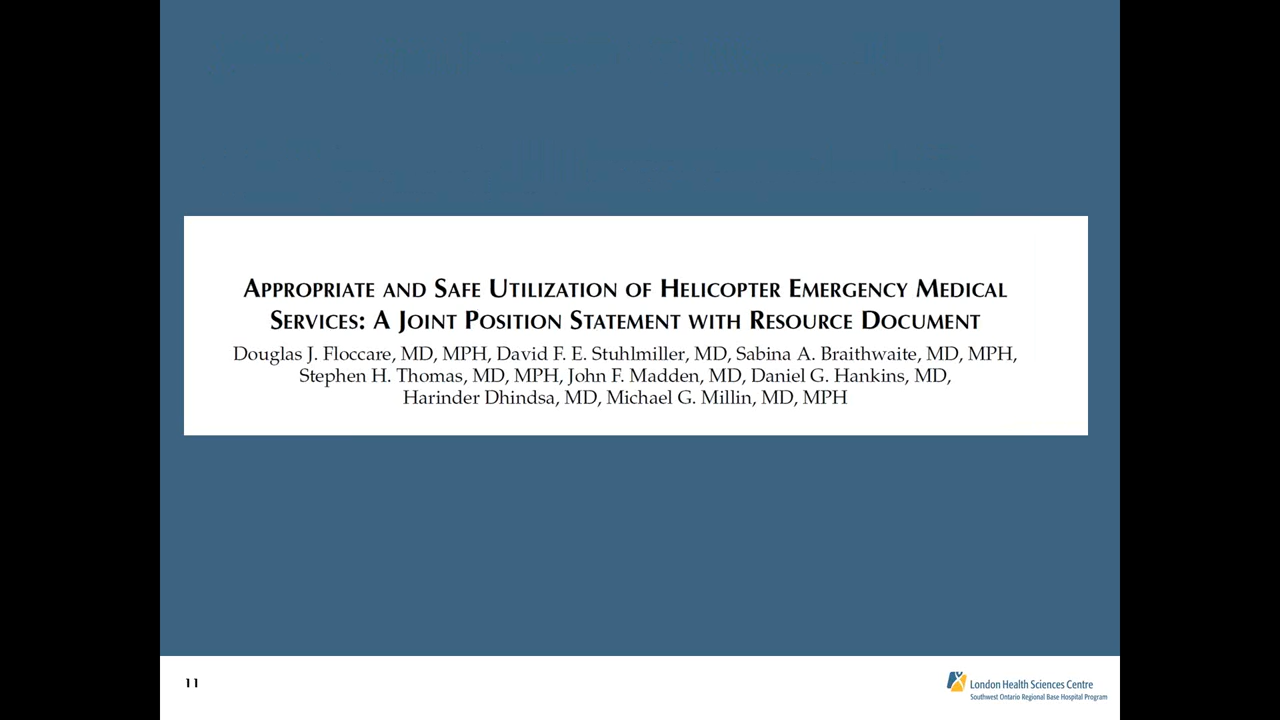 APPROPRIATE AND SAFE UTILIZATION OF HELICOPTER EMERGENCY MEDICAL
SERVICES: A JOINT POSITION STATEMENT WITH RESOURCE DOCUMENT
Douglas J. Floccare, MD, MPH, David F. E. Stuhlmiller, MD, Sabina A. Braithwaite, MD, MPH,
Stephen H. Thomas, MD, MPH, John F. Madden, MD, Daniel G. Hankins, MD,
Harinder Dhindsa, MD, Michael G. Millin, MD, MPH
11
London Health Sciences Centre
Southwest Ontario Regional Base Hospital Program